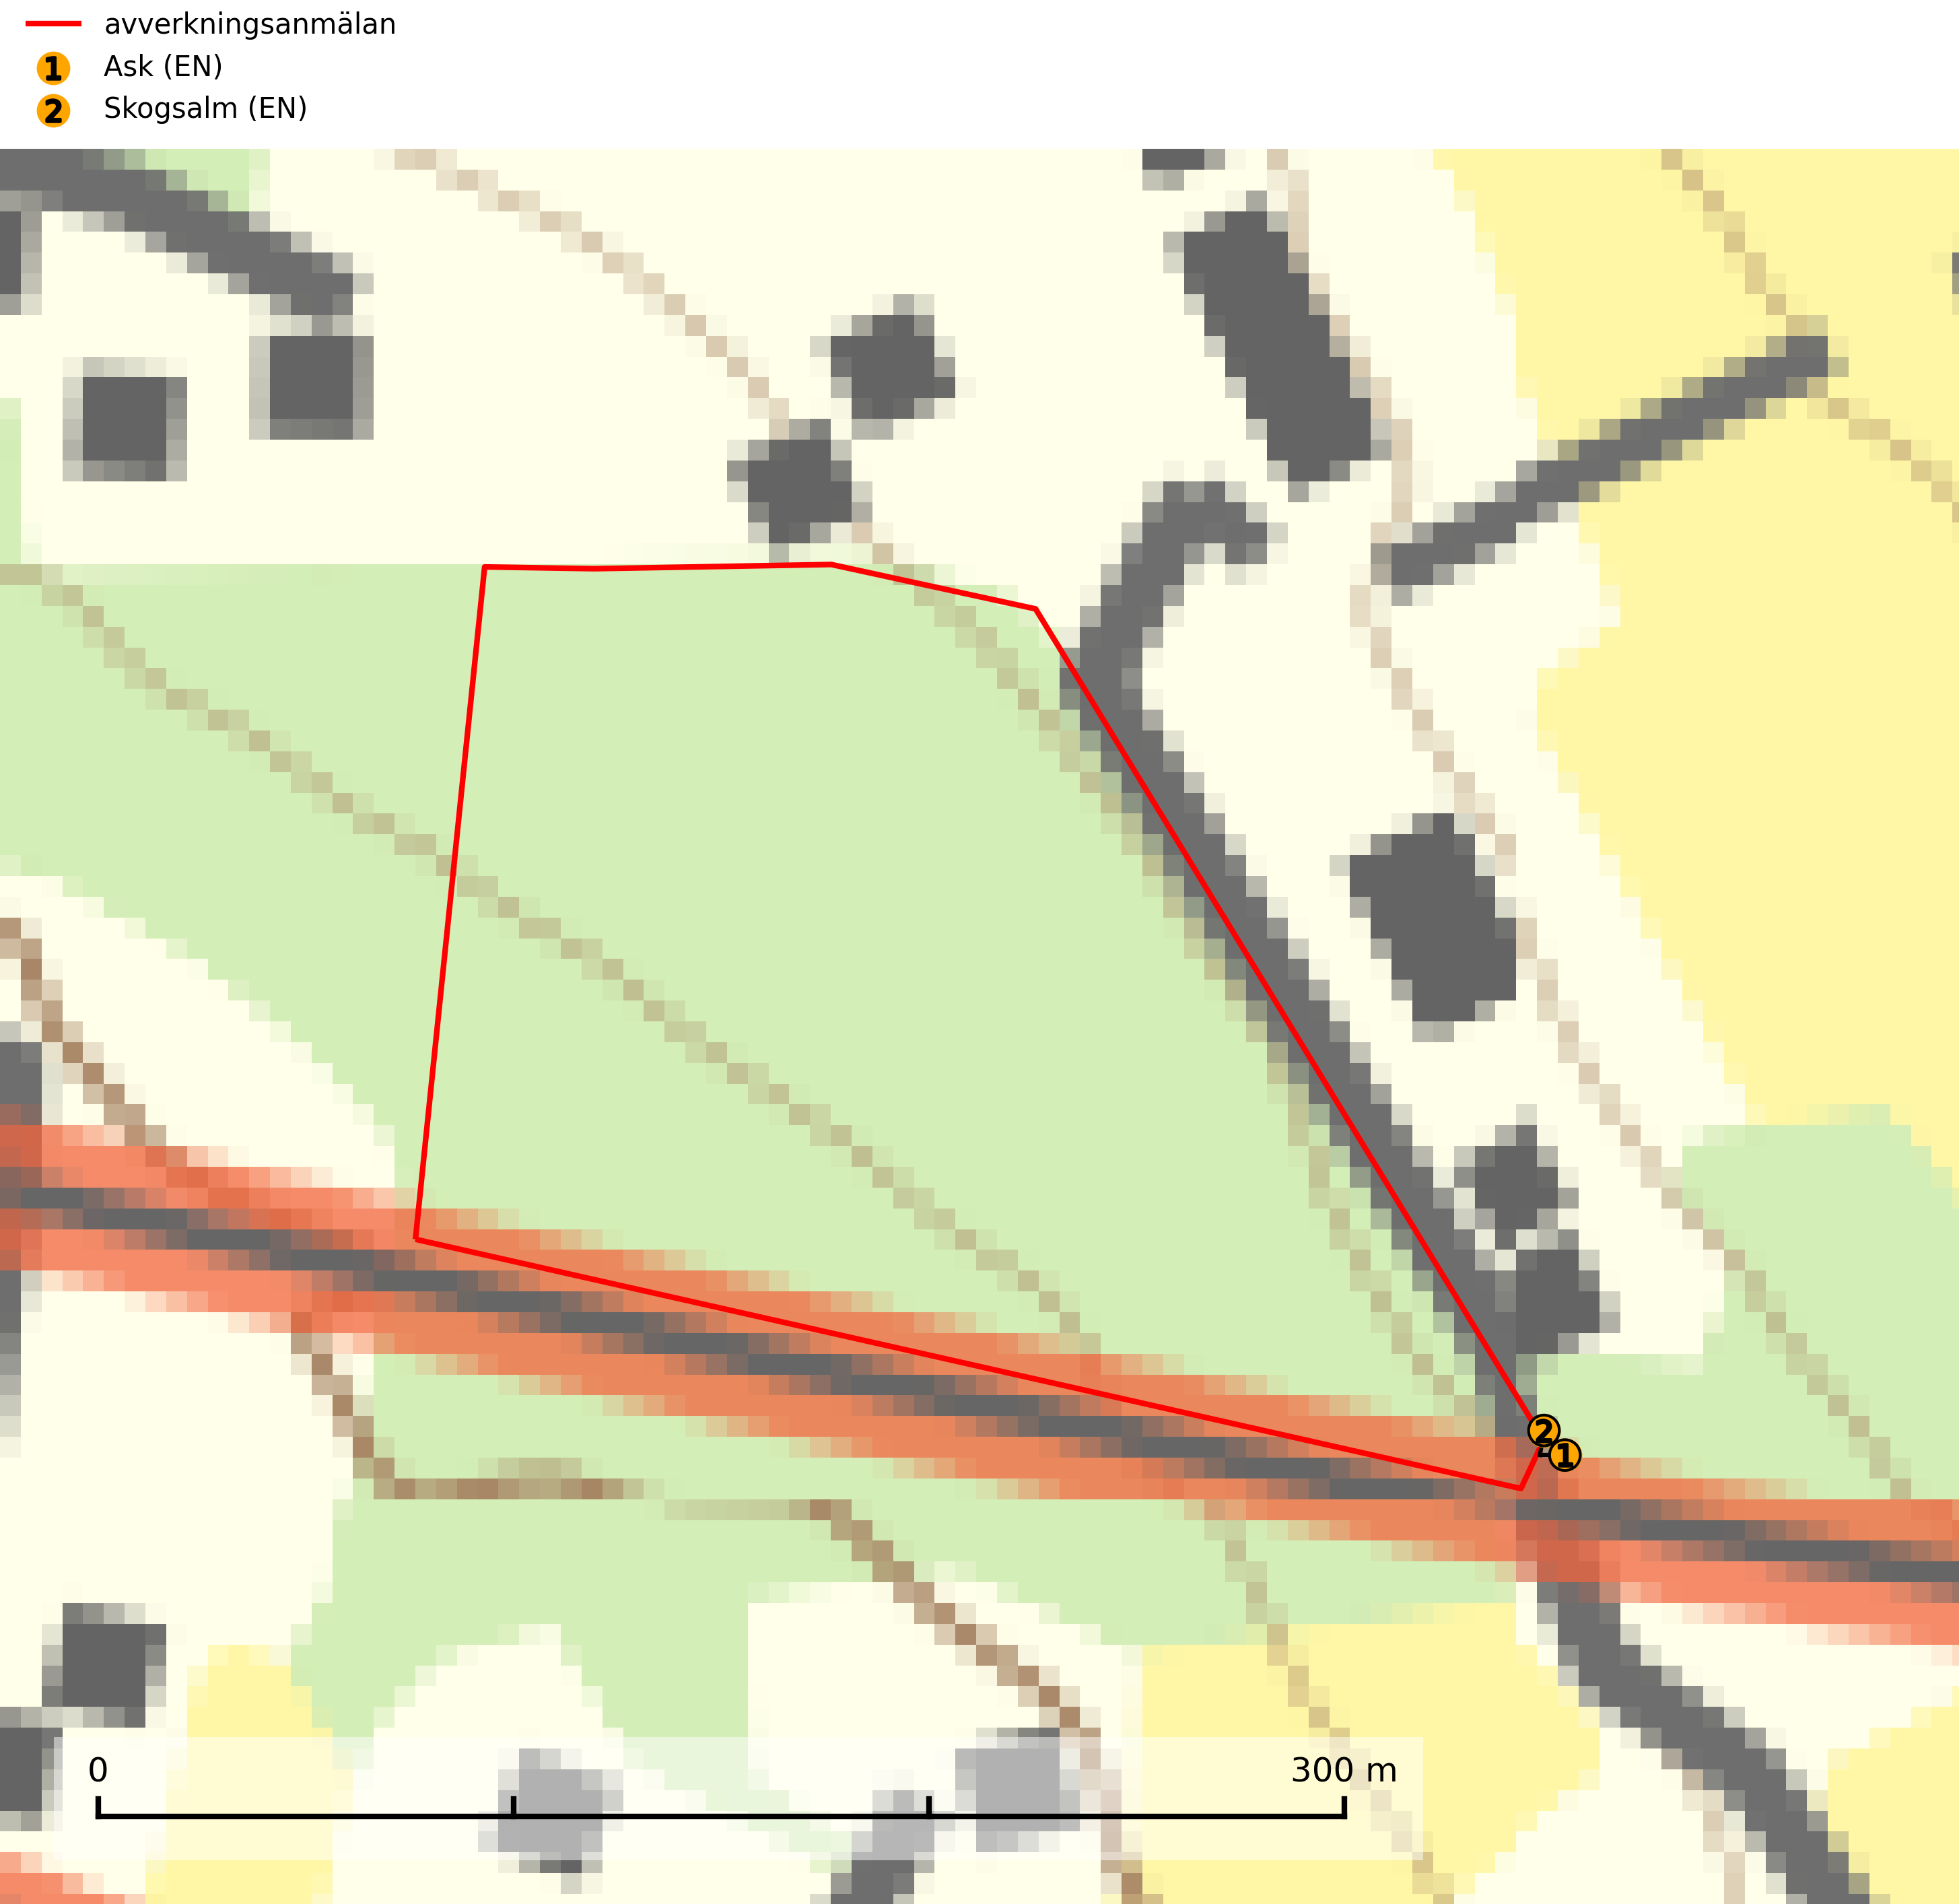 avverkningsanmälan
1 Ask (EN)
2 Skogsalm (EN)
2
1
0 300 m